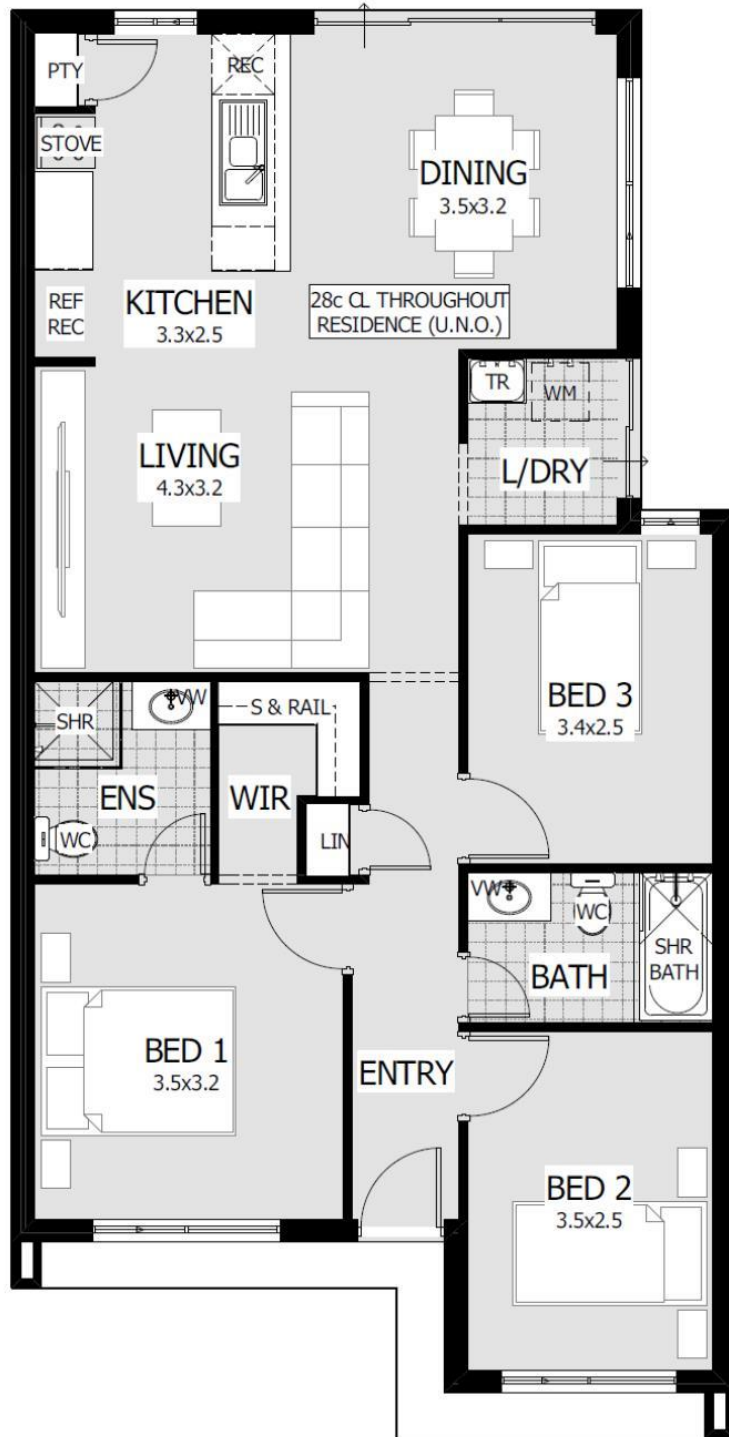 PTY
REC
STOVE
DINING
3.5x3.2
REF
REC
KITCHEN
3.3x2.5
28c CL THROUGHOUT
RESIDENCE (U.N.O.)
TR
WM
L/DRY
LIVING
4.3x3.2
SHR
VW
S & RAIL
BED 3
3.4x2.5
ENS
WIR
WC
LIN
VW
WC
SHR
BATH
BATH
BED 1
3.5x3.2
ENTRY
BED 2
3.5x2.5